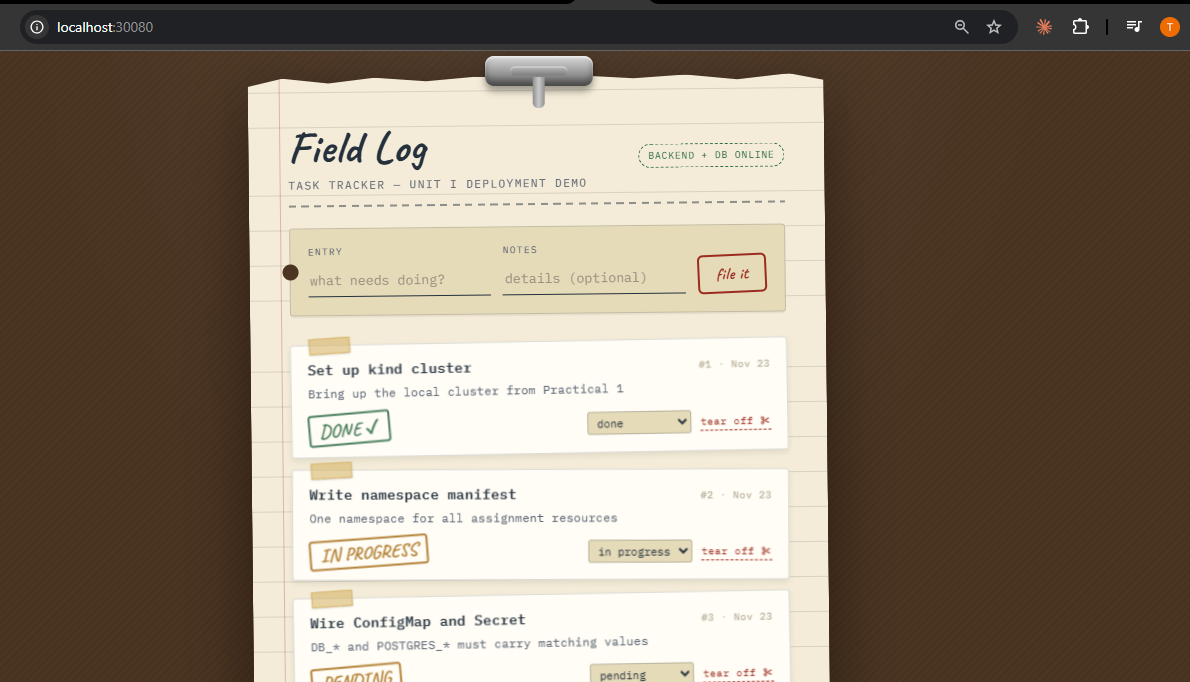 localhost:30080
T
Field Log
BACKEND + DB ONLINE
TASK TRACKER — UNIT I DEPLOYMENT DEMO
ENTRY
NOTES
what needs doing?
details (optional)
file it
Set up kind cluster
#1 · Nov 23
Bring up the local cluster from Practical 1
DONE ✓
done
tear off ✂
Write namespace manifest
#2 · Nov 23
One namespace for all assignment resources
IN PROGRESS
in progress
tear off ✂
Wire ConfigMap and Secret
#3 · Nov 23
DB_* and POSTGRES_* must carry matching values
PENDING
pending
tear off ✂